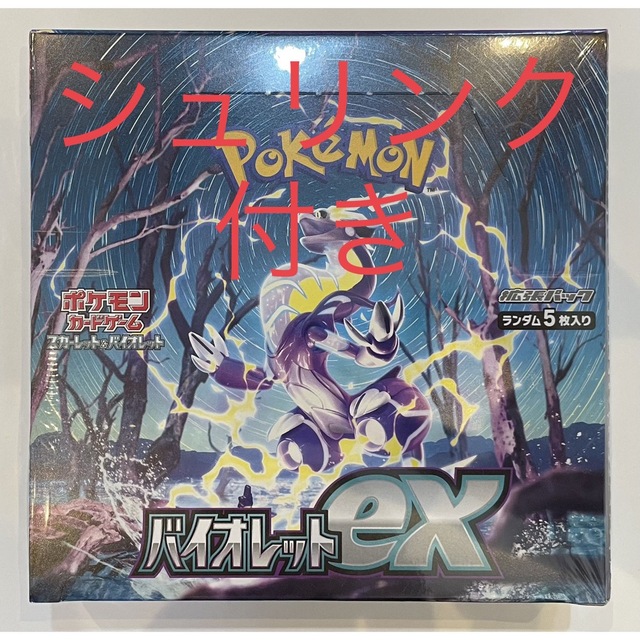 シュリンク
POKéMON
TM
付き
ポケモン
カードゲーム
スカーレット&バイオレット
拡張パック
ランダム5枚入り
バイオレットex